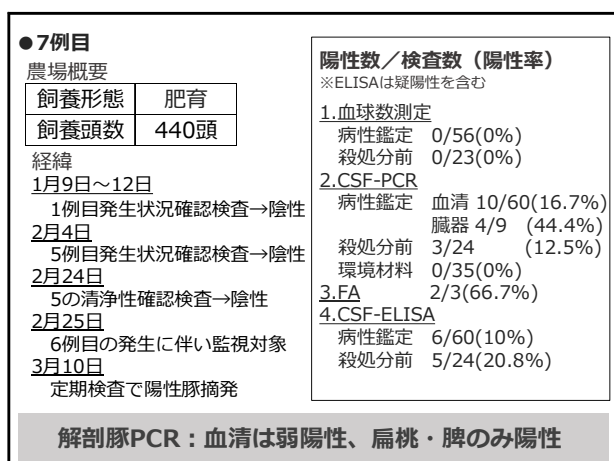 ●7例目
農場概要
飼養形態 肥育
飼養頭数 440頭
経緯
1月9日～12日
1例目発生状況確認検査→陰性
2月4日
5例目発生状況確認検査→陰性
2月24日
5の清浄性確認検査→陰性
2月25日
6例目の発生に伴い監視対象
3月10日
定期検査で陽性豚摘発
陽性数／検査数（陽性率）
※ELISAは疑陽性を含む
1.血球数測定
病性鑑定 0/56(0%)
殺処分前 0/23(0%)
2.CSF-PCR
病性鑑定 血清 10/60(16.7%)
臓器 4/9 (44.4%)
殺処分前 3/24 (12.5%)
環境材料 0/35(0%)
3.FA 2/3(66.7%)
4.CSF-ELISA
病性鑑定 6/60(10%)
殺処分前 5/24(20.8%)
解剖豚PCR：血清は弱陽性、扁桃・脾のみ陽性